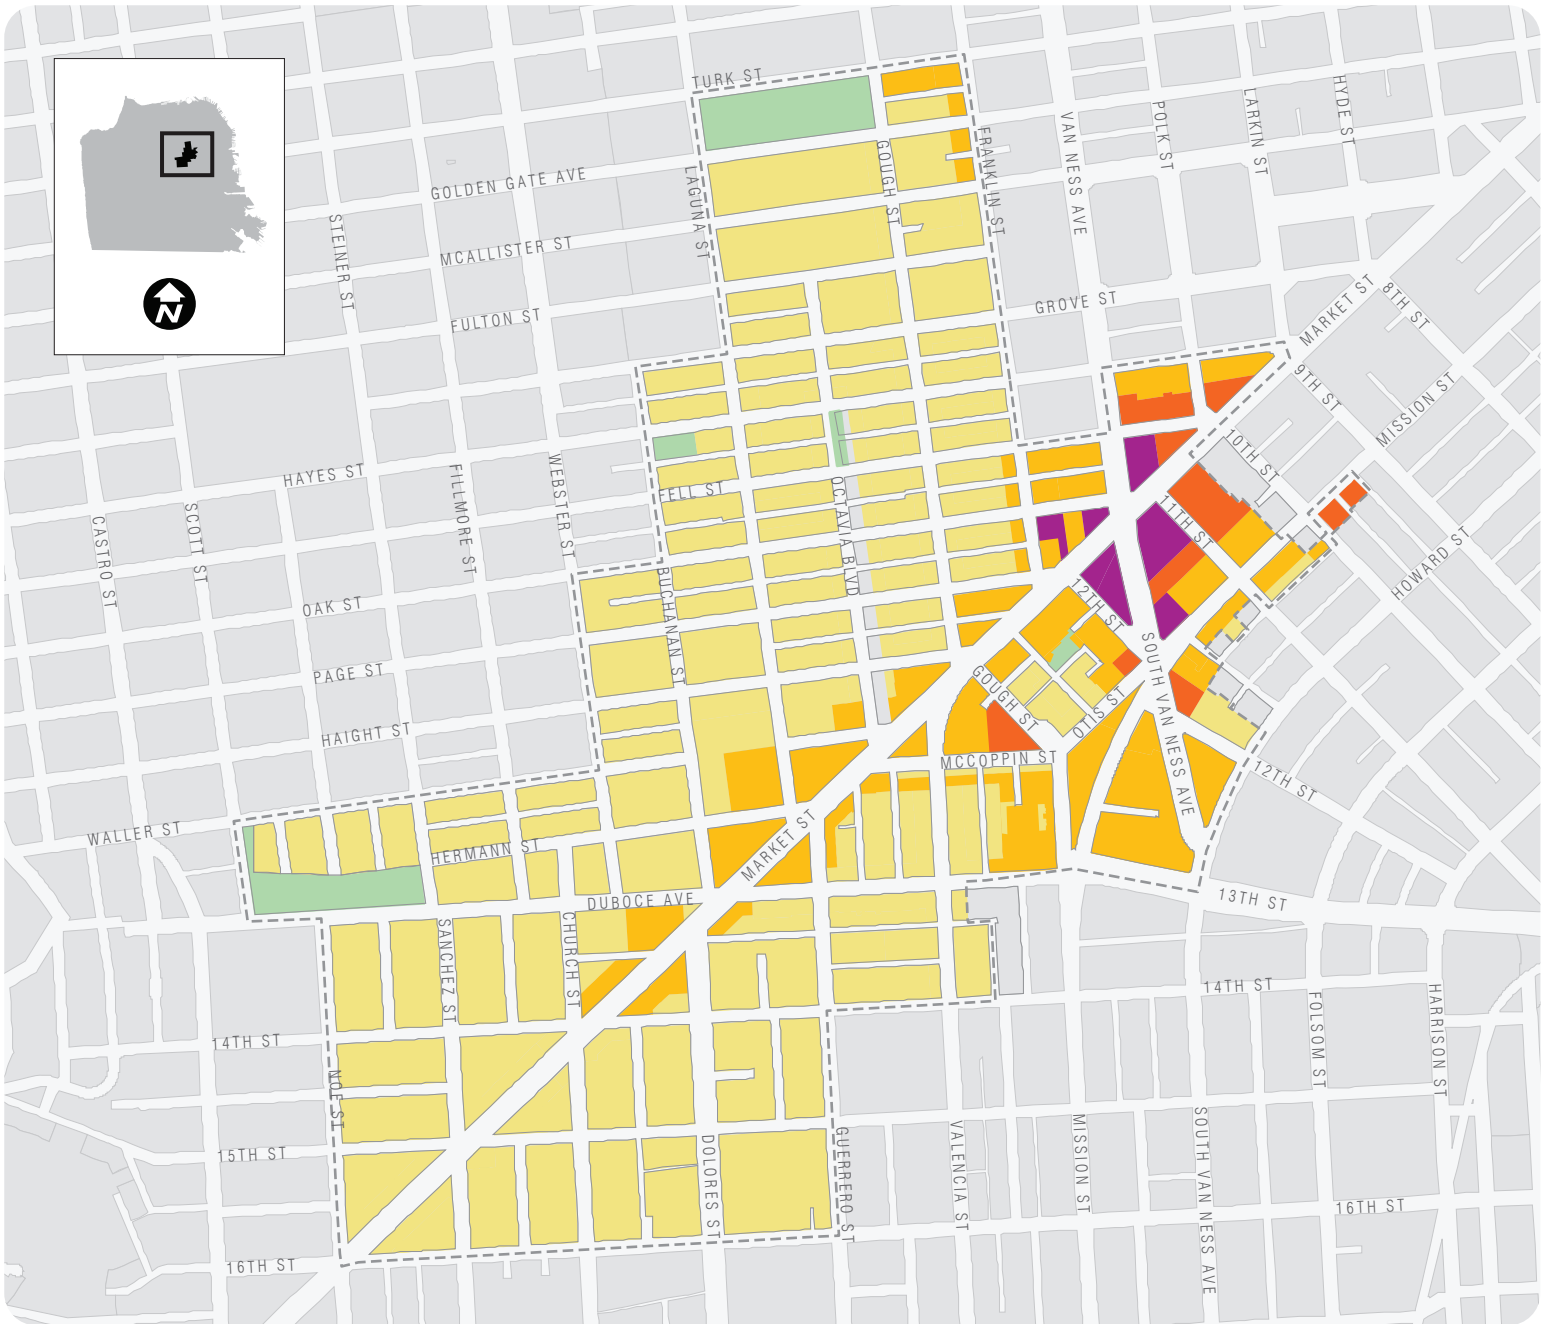 TURK ST
GOLDEN GATE AVE
MCALLISTER ST
FULTON ST
GROVE ST
HAYES ST
FELL ST
OAK ST
PAGE ST
HAIGHT ST
WALLER ST
HERMANN ST
DUBOCE AVE
MCCOPPIN ST
13TH ST
14TH ST
14TH ST
15TH ST
16TH ST
16TH ST
CASTRO ST
SCOTT ST
STEINER ST
FILLMORE ST
WEBSTER ST
BUCHANAN ST
LAGUNA ST
OCTAVIA BLVD
GOUGH ST
GOUGH ST
FRANKLIN ST
VAN NESS AVE
POLK ST
LARKIN ST
HYDE ST
MARKET ST
MARKET ST
8TH ST
9TH ST
10TH ST
11TH ST
12TH ST
12TH ST
MISSION ST
HOWARD ST
OTIS ST
SOUTH VAN NESS AVE
NOE ST
SANCHEZ ST
CHURCH ST
DOLORES ST
GUERRERO ST
VALENCIA ST
MISSION ST
SOUTH VAN NESS AVE
FOLSOM ST
HARRISON ST
N